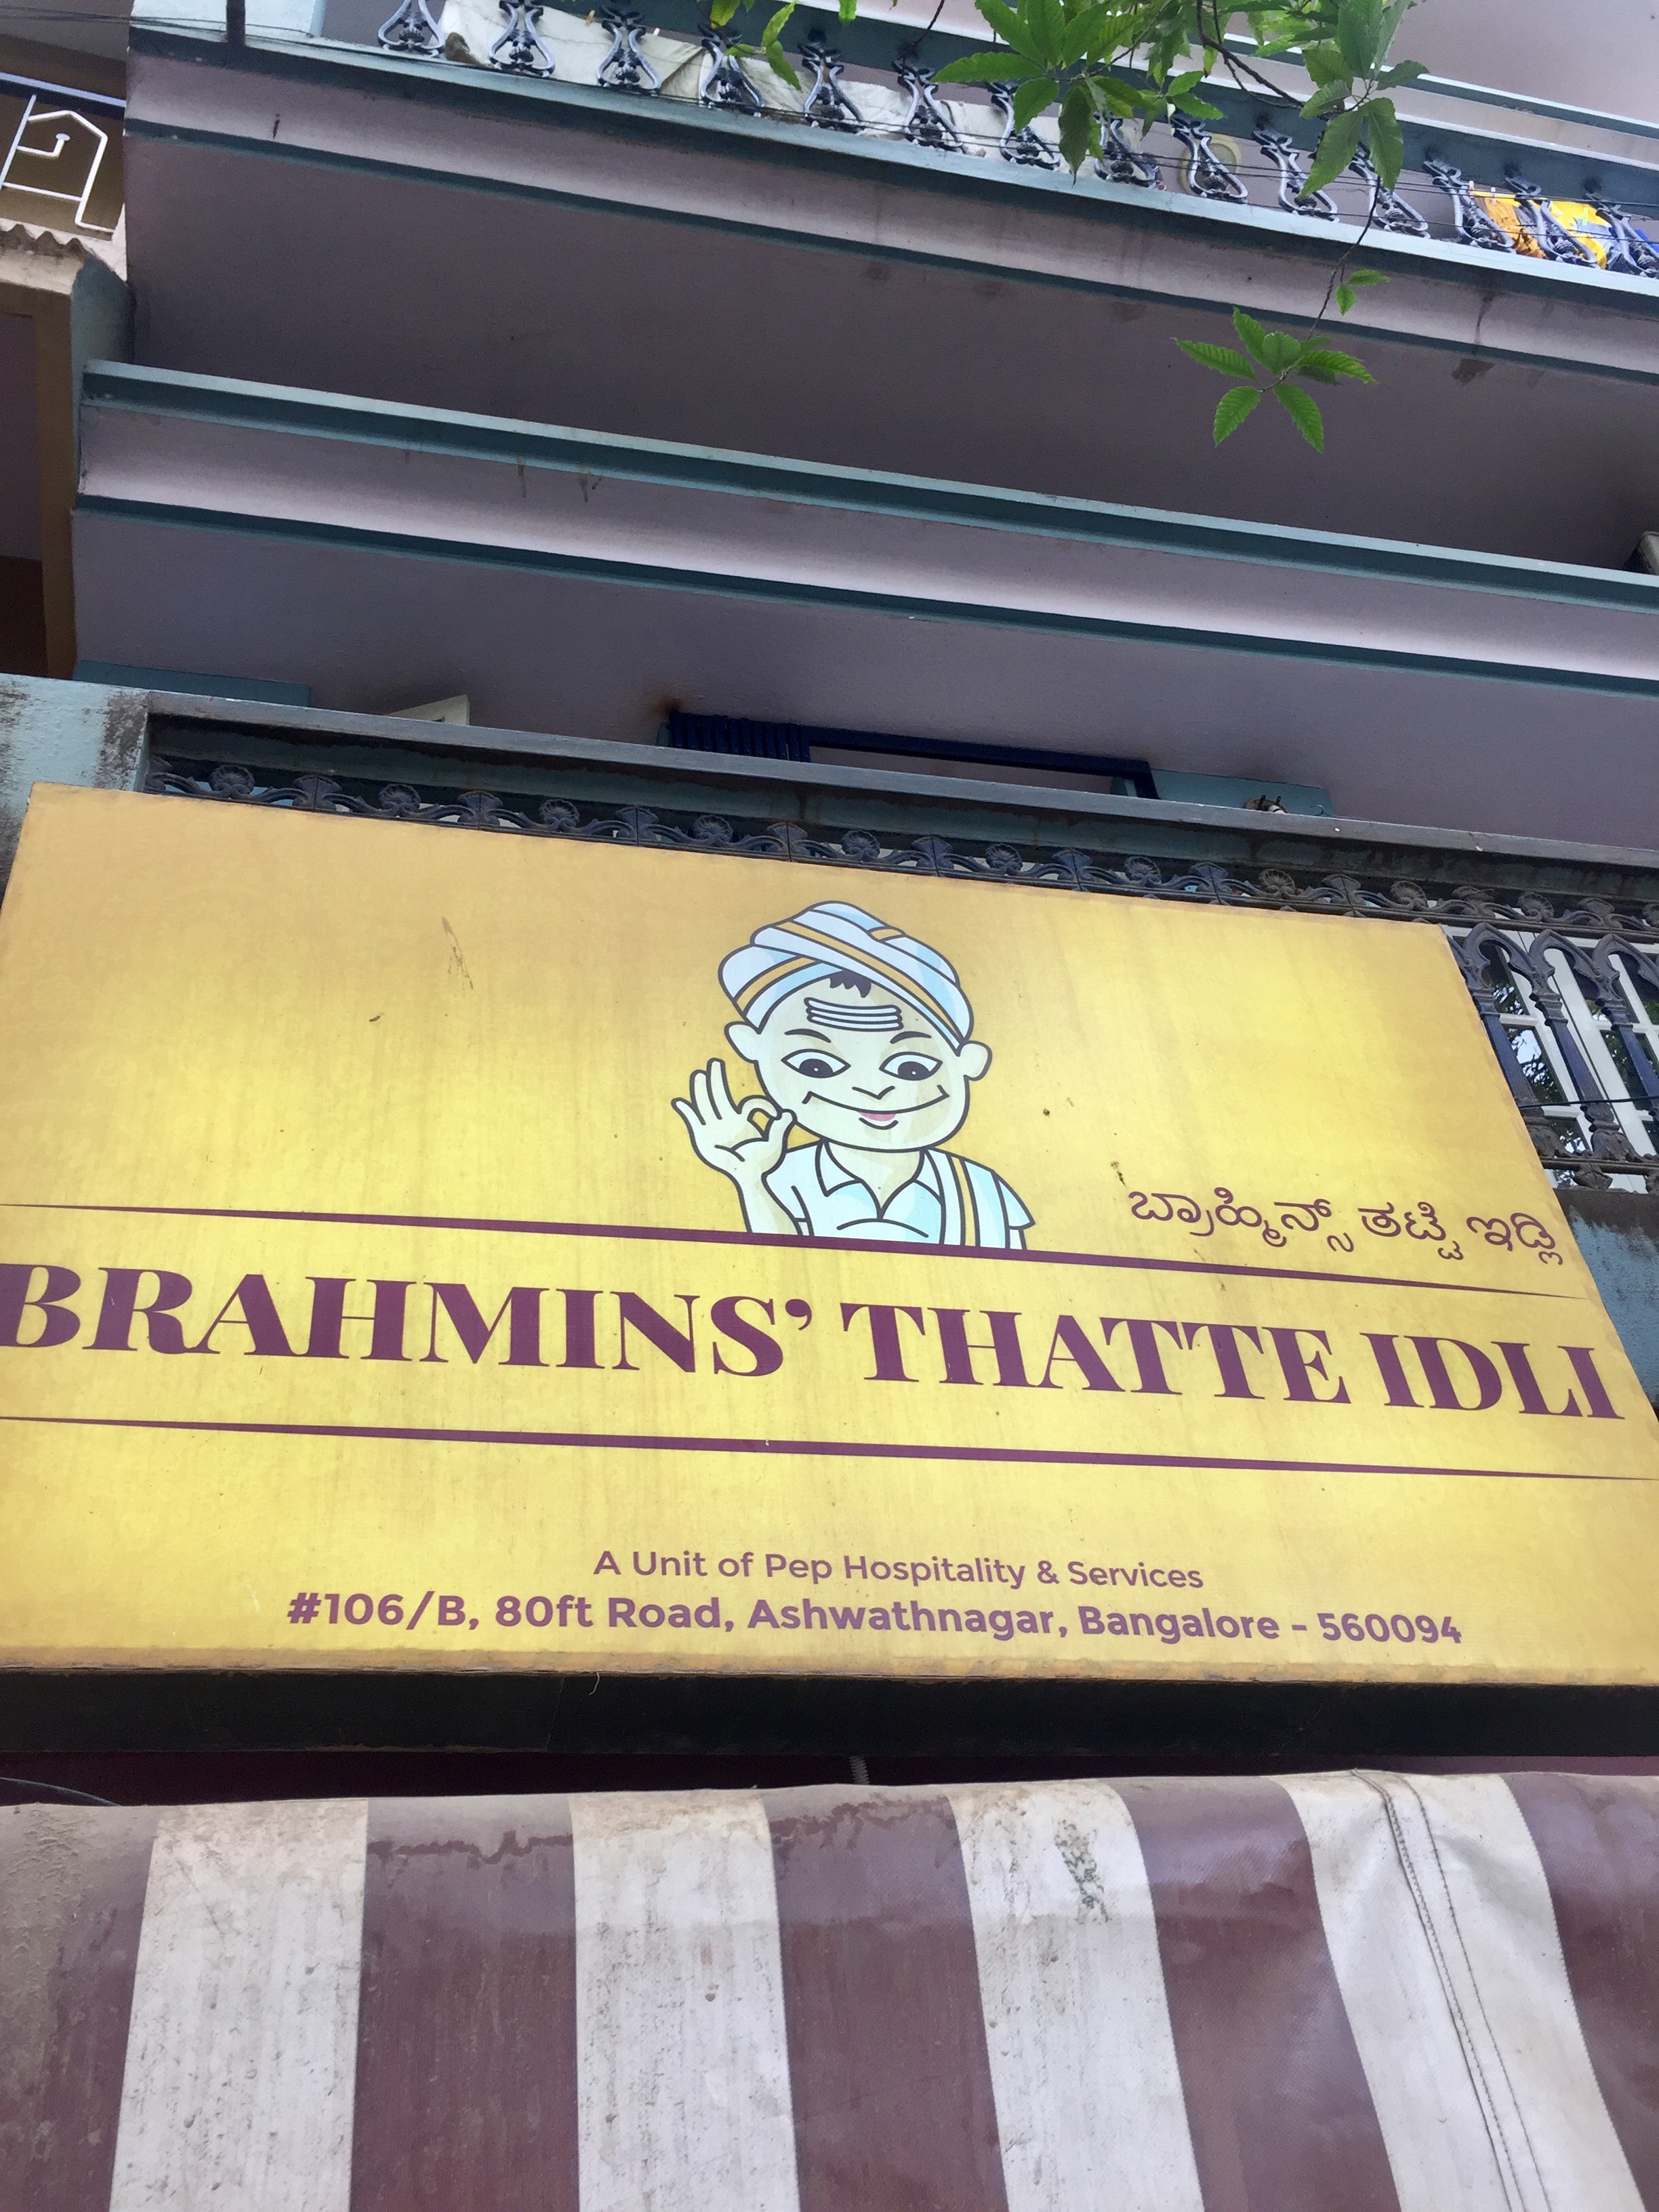 ಬ್ರಾಹ್ಮಿನ್ಸ್ ತಟ್ಟೆ ಇಡ್ಲಿ
BRAHMINS' THATTE IDLI
A Unit of Pep Hospitality & Services
#106/B, 80ft Road, Ashwathnagar, Bangalore - 560094